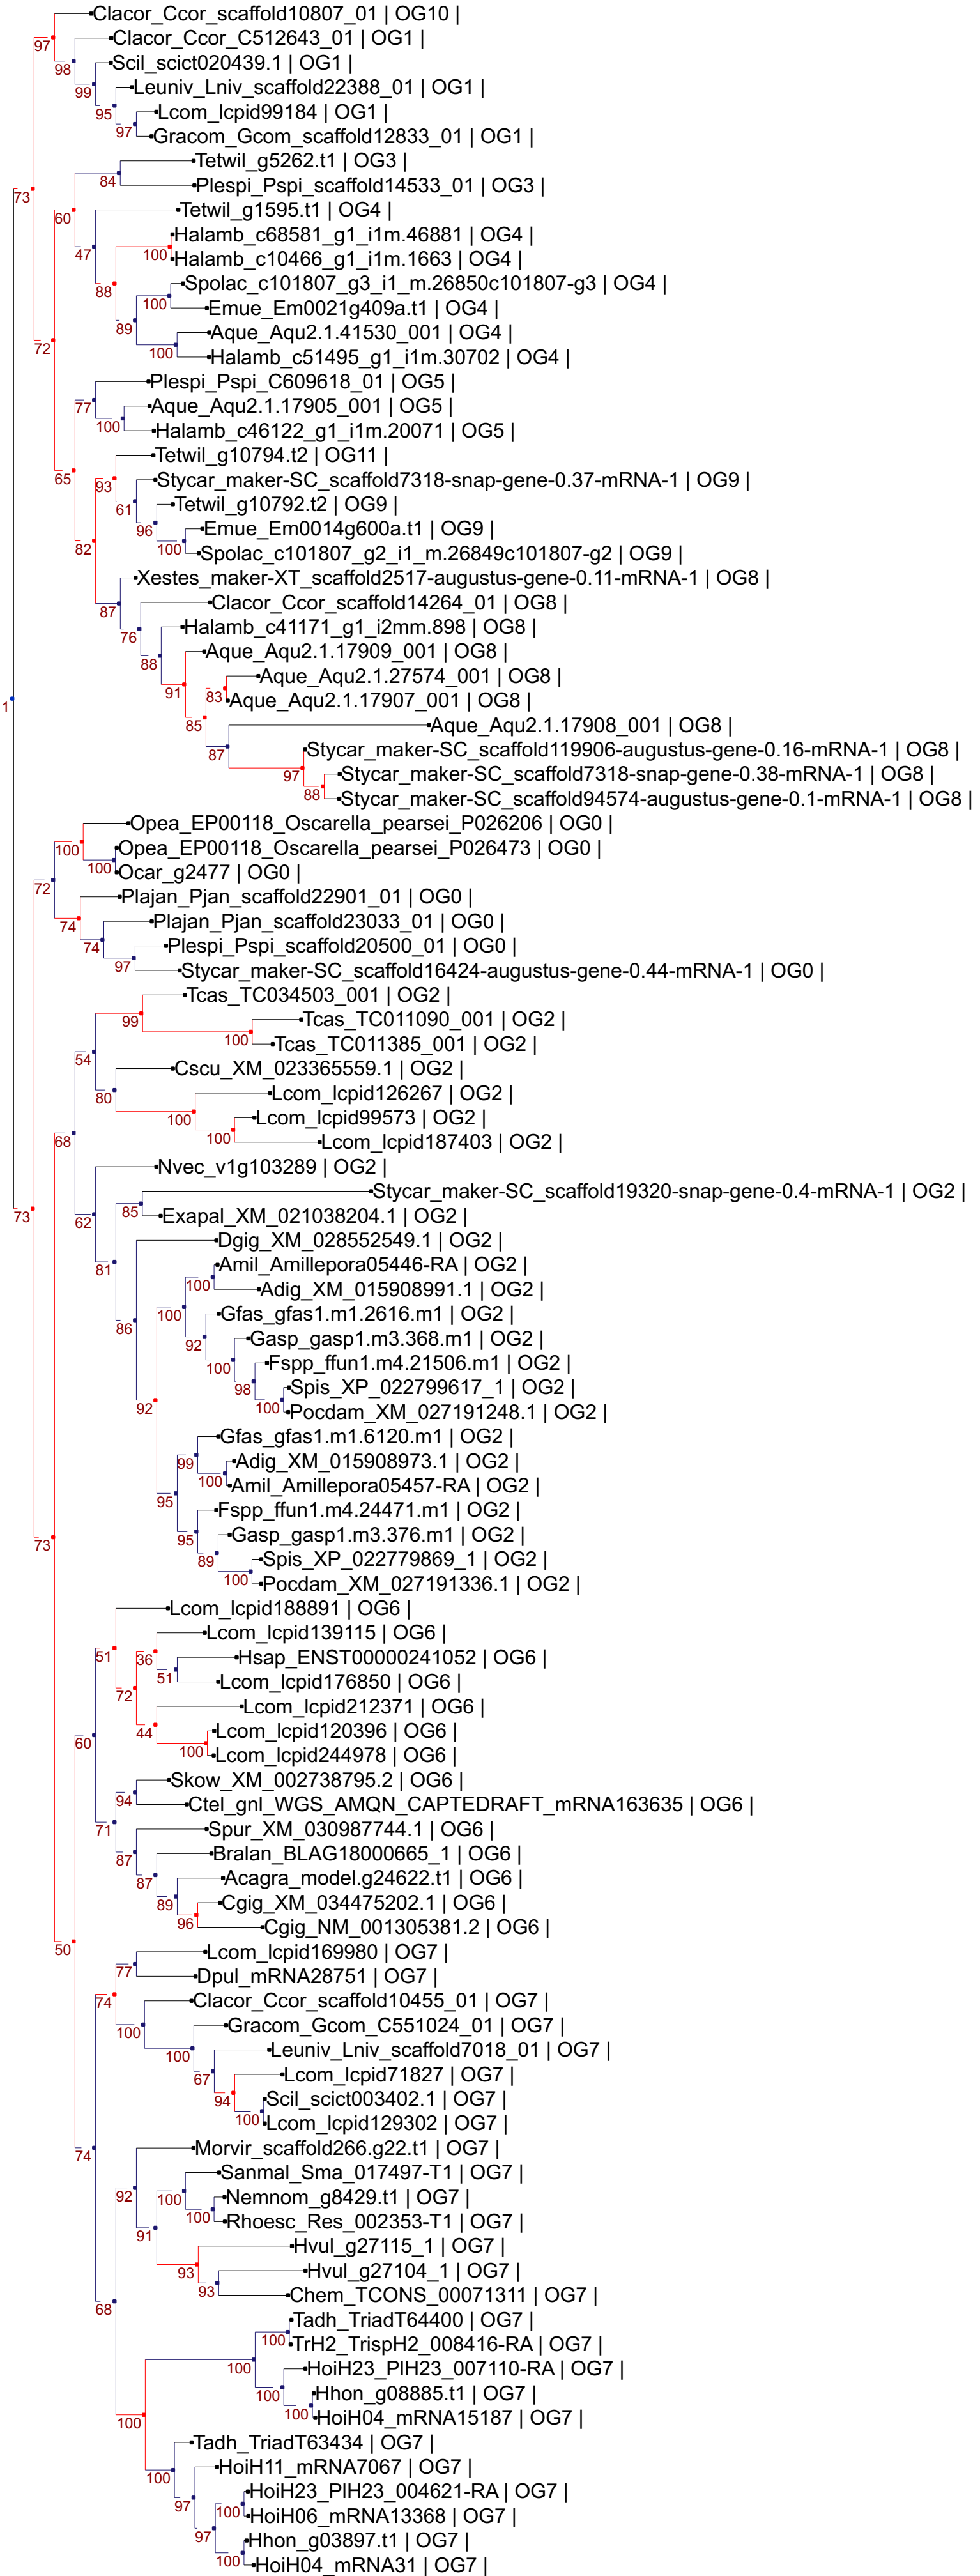 Clacor_Ccor_scaffold10807_01 | OG10 |
97
Clacor_Ccor_C512643_01 | OG1 |
98
Scil_scict020439.1 | OG1 |
99
Leuniv_Lniv_scaffold22388_01 | OG1 |
95
Lcom_lcpid99184 | OG1 |
97
Gracom_Gcom_scaffold12833_01 | OG1 |
Tetwil_g5262.t1 | OG3 |
84
Plespi_Pspi_scaffold14533_01 | OG3 |
73
Tetwil_g1595.t1 | OG4 |
60
Halamb_c68581_g1_i1m.46881 | OG4 |
47
100
Halamb_c10466_g1_i1m.1663 | OG4 |
Spolac_c101807_g3_i1_m.26850c101807-g3 | OG4 |
88
100
Emue_Em0021g409a.t1 | OG4 |
89
Aque_Aqu2.1.41530_001 | OG4 |
72
100
Halamb_c51495_g1_i1m.30702 | OG4 |
Plespi_Pspi_C609618_01 | OG5 |
77
Aque_Aqu2.1.17905_001 | OG5 |
100
Halamb_c46122_g1_i1m.20071 | OG5 |
Tetwil_g10794.t2 | OG11 |
65
93
Stycar_maker-SC_scaffold7318-snap-gene-0.37-mRNA-1 | OG9 |
61
Tetwil_g10792.t2 | OG9 |
96
Emue_Em0014g600a.t1 | OG9 |
82
100
Spolac_c101807_g2_i1_m.26849c101807-g2 | OG9 |
Xestes_maker-XT_scaffold2517-augustus-gene-0.11-mRNA-1 | OG8 |
Clacor_Ccor_scaffold14264_01 | OG8 |
87
Halamb_c41171_g1_i2mm.898 | OG8 |
76
Aque_Aqu2.1.17909_001 | OG8 |
88
Aque_Aqu2.1.27574_001 | OG8 |
91
83
Aque_Aqu2.1.17907_001 | OG8 |
1
Aque_Aqu2.1.17908_001 | OG8 |
85
Stycar_maker-SC_scaffold119906-augustus-gene-0.16-mRNA-1 | OG8 |
87
Stycar_maker-SC_scaffold7318-snap-gene-0.38-mRNA-1 | OG8 |
97
88
Stycar_maker-SC_scaffold94574-augustus-gene-0.1-mRNA-1 | OG8 |
Opea_EP00118_Oscarella_pearsei_P026206 | OG0 |
100
Opea_EP00118_Oscarella_pearsei_P026473 | OG0 |
100
Ocar_g2477 | OG0 |
72
Plajan_Pjan_scaffold22901_01 | OG0 |
74
Plajan_Pjan_scaffold23033_01 | OG0 |
74
Plespi_Pspi_scaffold20500_01 | OG0 |
97
Stycar_maker-SC_scaffold16424-augustus-gene-0.44-mRNA-1 | OG0 |
Tcas_TC034503_001 | OG2 |
99
Tcas_TC011090_001 | OG2 |
100
Tcas_TC011385_001 | OG2 |
54
Cscu_XM_023365559.1 | OG2 |
80
Lcom_lcpid126267 | OG2 |
100
Lcom_lcpid99573 | OG2 |
100
68
Lcom_lcpid187403 | OG2 |
Nvec_v1g103289 | OG2 |
Stycar_maker-SC_scaffold19320-snap-gene-0.4-mRNA-1 | OG2 |
73
62
85
Exapal_XM_021038204.1 | OG2 |
Dgig_XM_028552549.1 | OG2 |
81
Amil_Amillepora05446-RA | OG2 |
100
Adig_XM_015908991.1 | OG2 |
100
Gfas_gfas1.m1.2616.m1 | OG2 |
86
Gasp_gasp1.m3.368.m1 | OG2 |
92
Fspp_ffun1.m4.21506.m1 | OG2 |
100
Spis_XP_022799617_1 | OG2 |
98
100
Pocdam_XM_027191248.1 | OG2 |
92
Gfas_gfas1.m1.6120.m1 | OG2 |
99
Adig_XM_015908973.1 | OG2 |
100
Amil_Amillepora05457-RA | OG2 |
95
Fspp_ffun1.m4.24471.m1 | OG2 |
95
Gasp_gasp1.m3.376.m1 | OG2 |
73
89
Spis_XP_022779869_1 | OG2 |
100
Pocdam_XM_027191336.1 | OG2 |
Lcom_lcpid188891 | OG6 |
Lcom_lcpid139115 | OG6 |
51
36
Hsap_ENST00000241052 | OG6 |
51
Lcom_lcpid176850 | OG6 |
72
Lcom_lcpid212371 | OG6 |
44
Lcom_lcpid120396 | OG6 |
60
100
Lcom_lcpid244978 | OG6 |
Skow_XM_002738795.2 | OG6 |
94
Ctel_gnl_WGS_AMQN_CAPTEDRAFT_mRNA163635 | OG6 |
71
Spur_XM_030987744.1 | OG6 |
87
Bralan_BLAG18000665_1 | OG6 |
87
Acagra_model.g24622.t1 | OG6 |
89
Cgig_XM_034475202.1 | OG6 |
96
Cgig_NM_001305381.2 | OG6 |
50
Lcom_lcpid169980 | OG7 |
77
Dpul_mRNA28751 | OG7 |
74
Clacor_Ccor_scaffold10455_01 | OG7 |
100
Gracom_Gcom_C551024_01 | OG7 |
100
Leuniv_Lniv_scaffold7018_01 | OG7 |
67
Lcom_lcpid71827 | OG7 |
94
Scil_scict003402.1 | OG7 |
100
Lcom_lcpid129302 | OG7 |
74
Morvir_scaffold266.g22.t1 | OG7 |
Sanmal_Sma_017497-T1 | OG7 |
92
100
Nemnom_g8429.t1 | OG7 |
100
Rhoesc_Res_002353-T1 | OG7 |
91
Hvul_g27115_1 | OG7 |
93
Hvul_g27104_1 | OG7 |
93
Chem_TCONS_00071311 | OG7 |
68
Tadh_TriadT64400 | OG7 |
100
TrH2_TrispH2_008416-RA | OG7 |
100
HoiH23_PlH23_007110-RA | OG7 |
100
Hhon_g08885.t1 | OG7 |
100
HoiH04_mRNA15187 | OG7 |
100
Tadh_TriadT63434 | OG7 |
HoiH11_mRNA7067 | OG7 |
100
HoiH23_PlH23_004621-RA | OG7 |
97
100
HoiH06_mRNA13368 | OG7 |
97
Hhon_g03897.t1 | OG7 |
100
HoiH04_mRNA31 | OG7 |